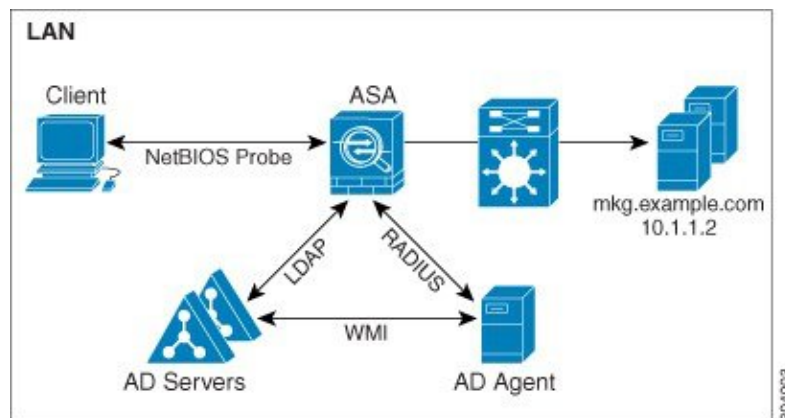 LAN
Client
ASA
NetBIOS Probe
mkg.example.com
10.1.1.2
LDAP
RADIUS
WMI
AD Servers
AD Agent